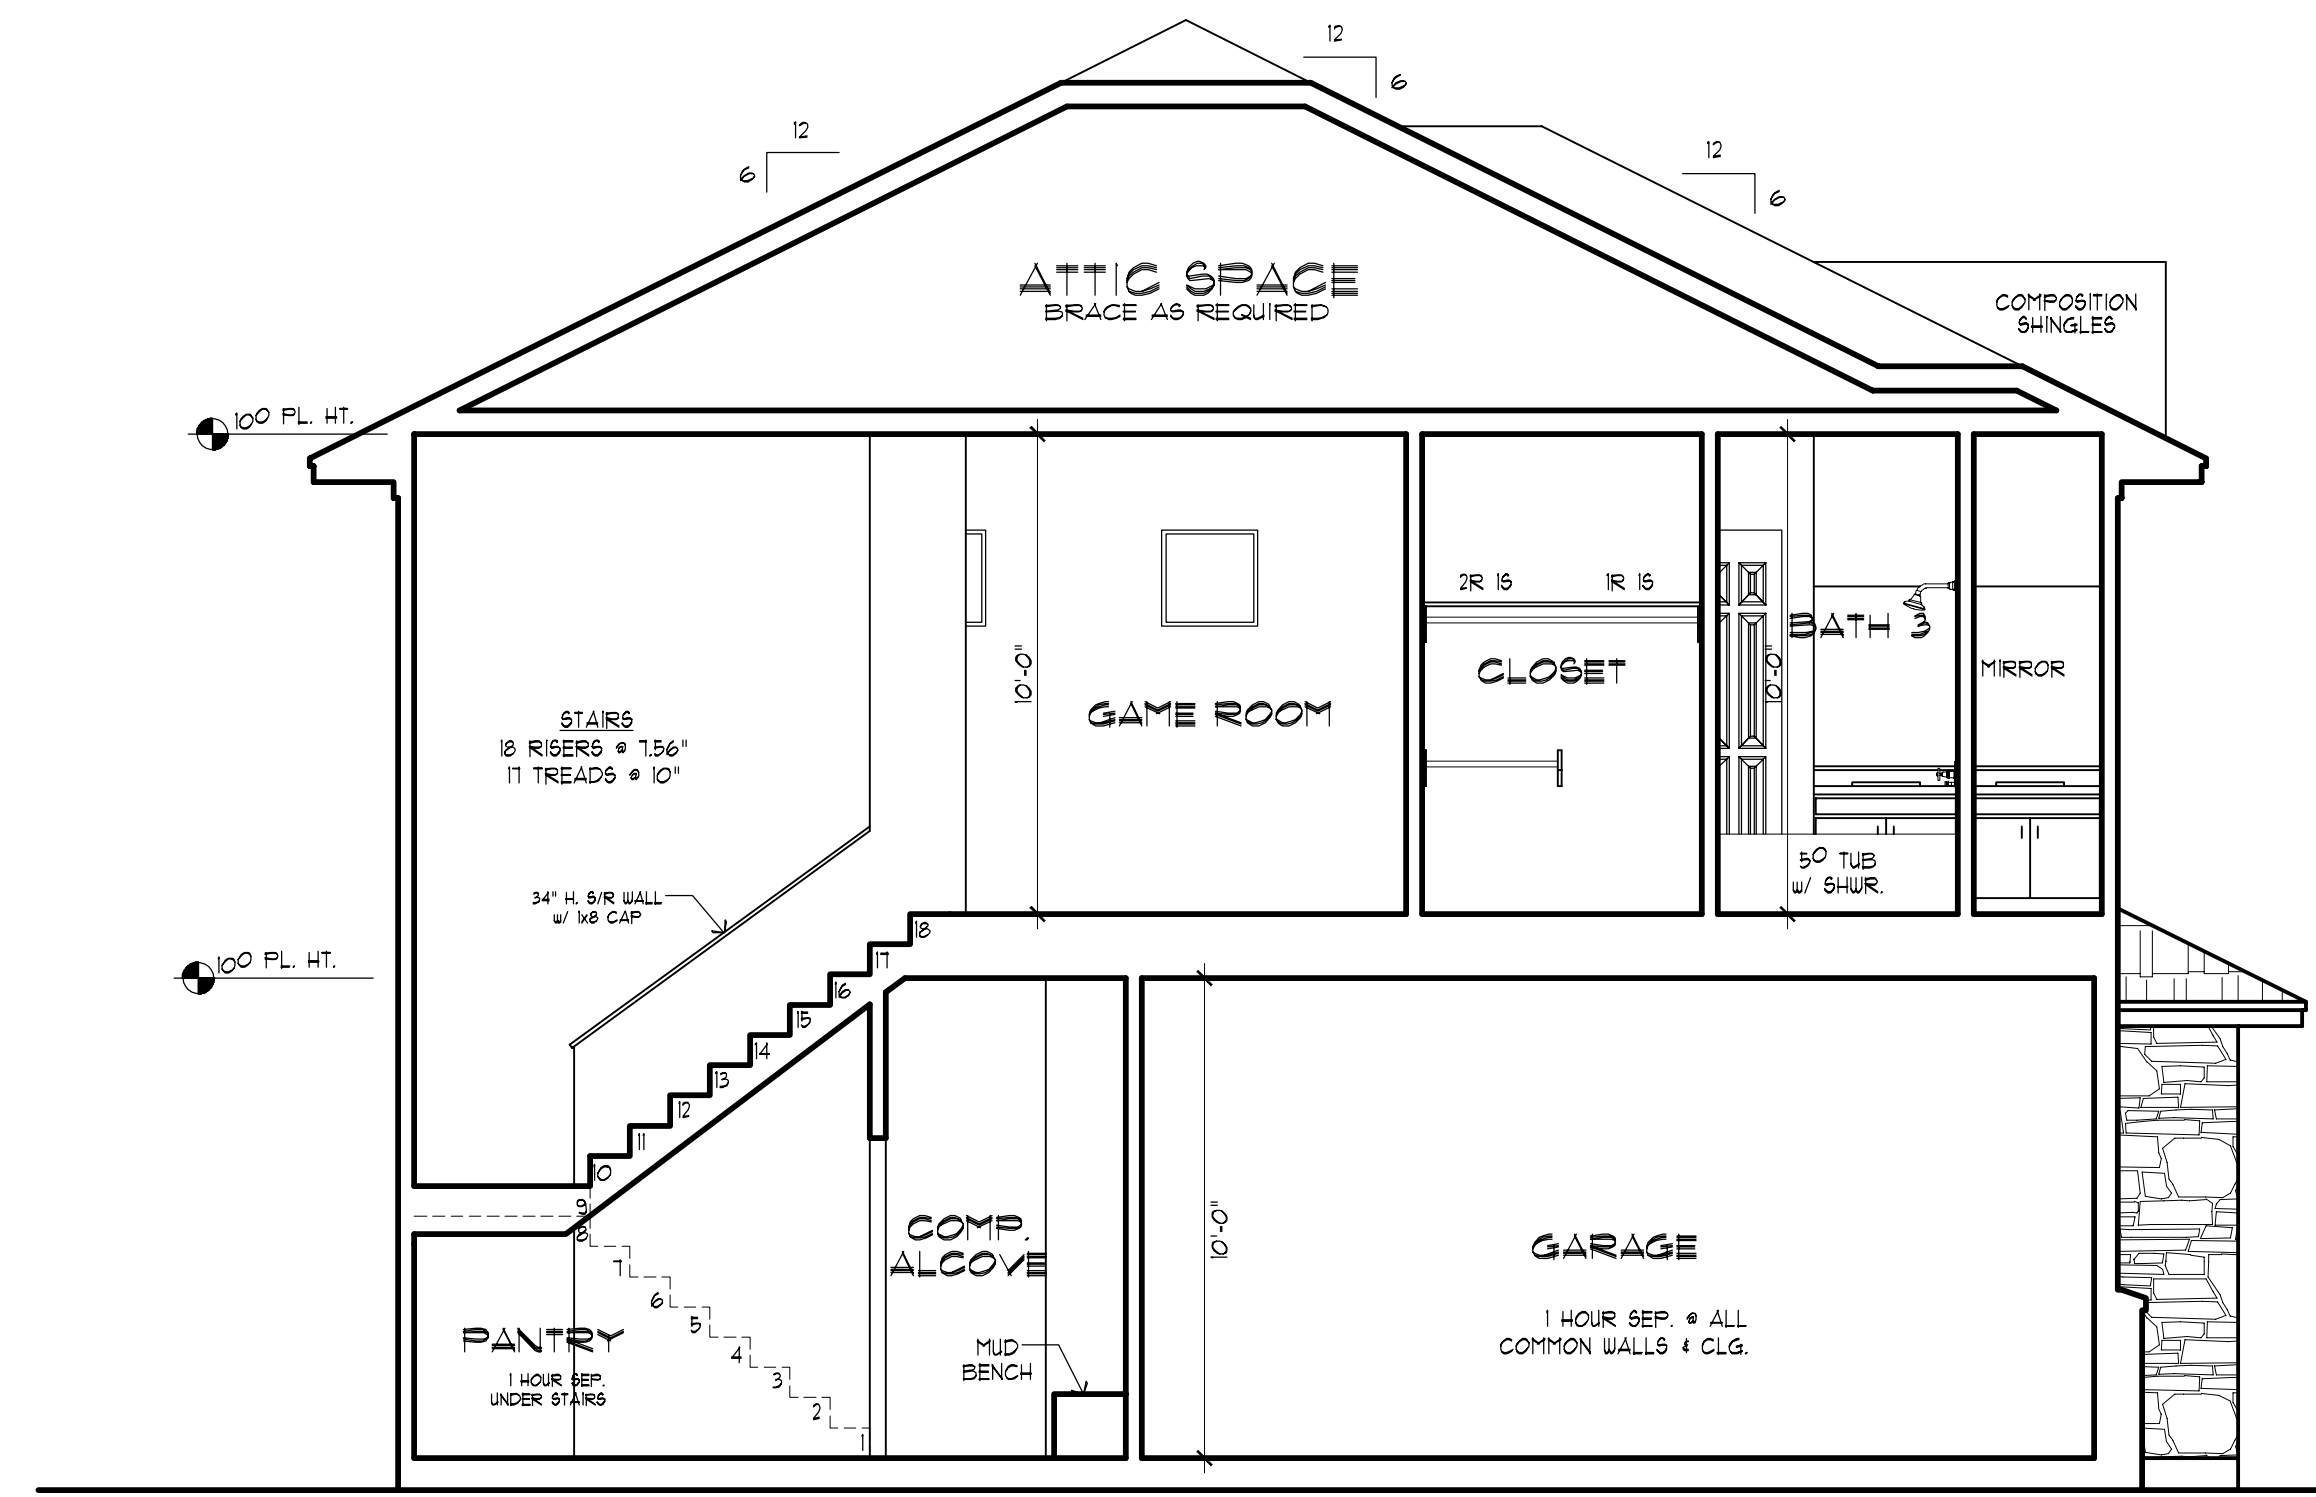 12
6
12
6
12
6
ATTIC SPACE
BRACE AS REQUIRED
COMPOSITION
SHINGLES
10⁰ PL. HT.
2R 1S
1R 1S
BATH 3
10'-0"
10'-0"
CLOSET
MIRROR
GAME ROOM
STAIRS
18 RISERS @ 7.56"
17 TREADS @ 10"
5⁰ TUB
w/ SHWR.
34" H. S/R WALL
w/ 1x8 CAP
10⁰ PL. HT.
18
17
16
15
14
13
12
11
10
9
8
7
6
5
4
3
2
1
COMP.
ALCOVE
10'-0"
GARAGE
1 HOUR SEP. @ ALL
COMMON WALLS & CLG.
PANTRY
1 HOUR SEP.
UNDER STAIRS
MUD
BENCH